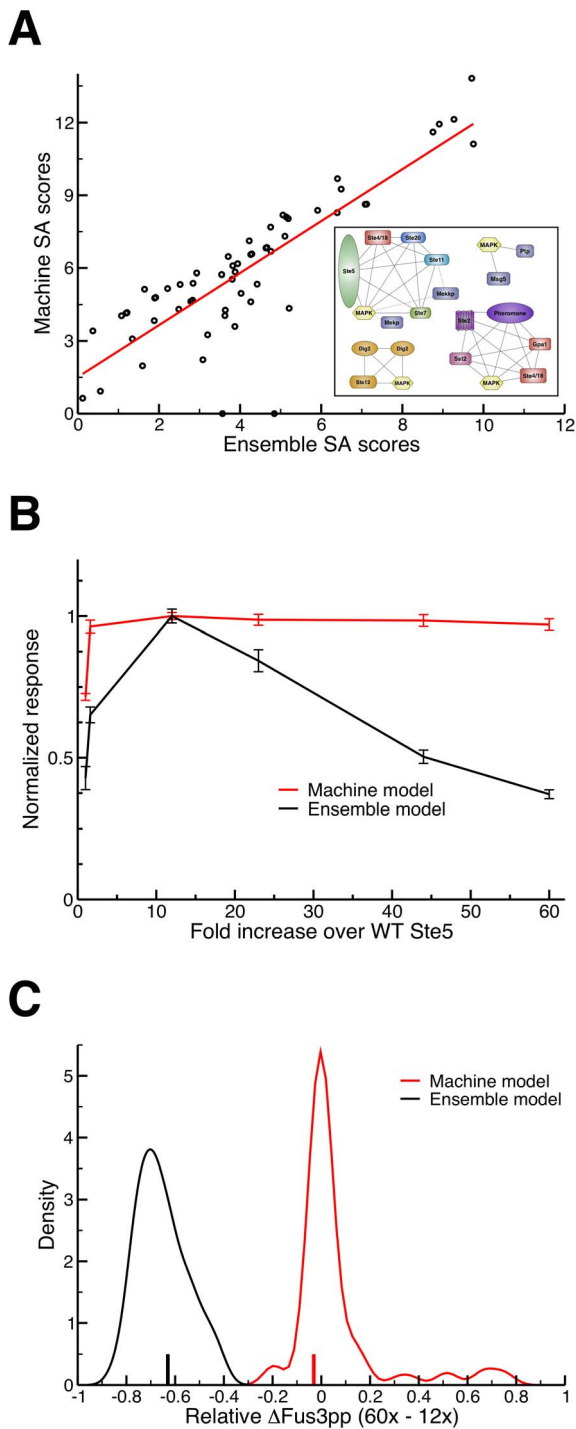 A
Machine SA scores
12
9
6
3
0
0 2 4 6 8 10 12
Ensemble SA scores
Ste4/18 Ste20
Ste11
Ste5
Mekkp
MAPK Ste7
Mekp
Dig2 Dig2
Ste12 MAPK
MAPK Ptp
Msg5
Pheromone
Ste2
Gpa1
Sst2
MAPK Ste4/18
B
Normalized response
1
0.5
0
0 10 20 30 40 50 60
Fold increase over WT Ste5
Machine model
Ensemble model
C
Density
5
4
3
2
1
0
-1 -0.8 -0.6 -0.4 -0.2 0 0.2 0.4 0.6 0.8 1
Relative ΔFus3pp (60x - 12x)
Machine model
Ensemble model